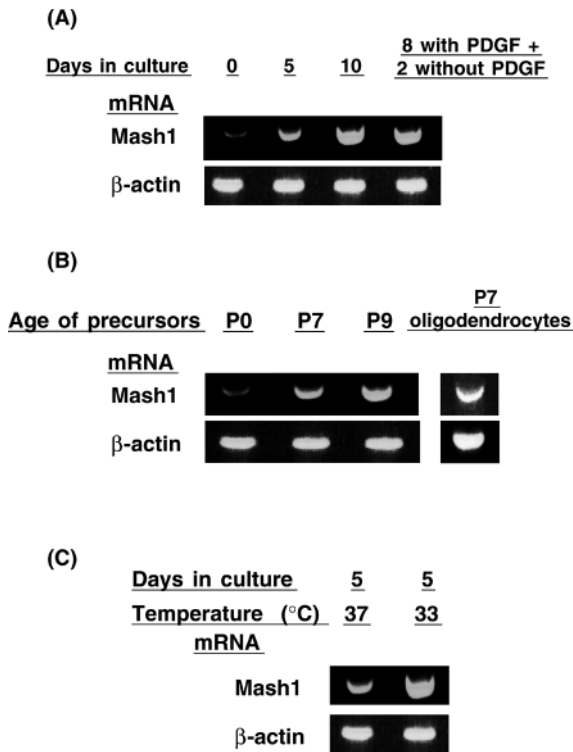 (A)
Days in culture 0 5 10 8 with PDGF + 2 without PDGF
mRNA
Mash1
β-actin
(B)
Age of precursors P0 P7 P9 P7 oligodendrocytes
mRNA
Mash1
β-actin
(C)
Days in culture 5 5
Temperature (°C) 37 33
mRNA
Mash1
β-actin